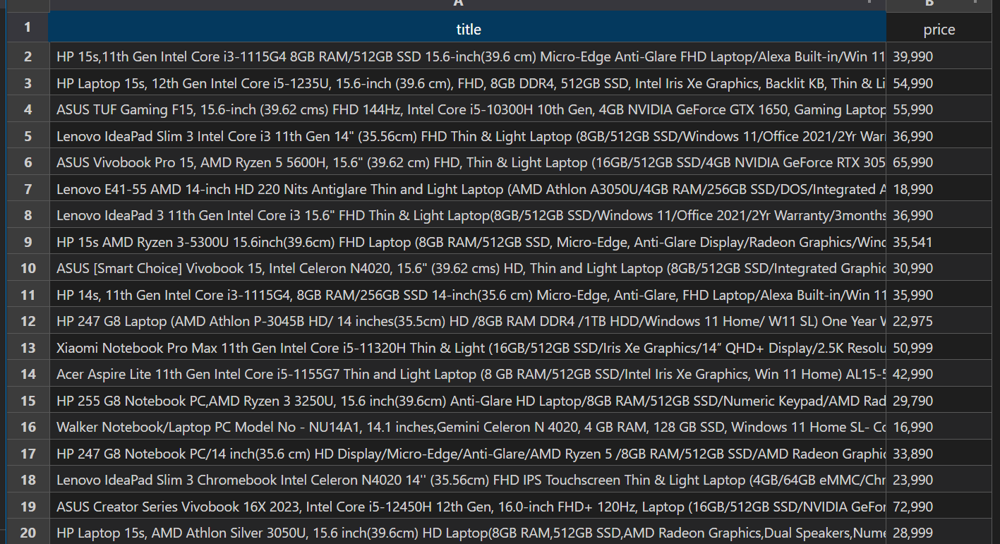 A B
1 title price
2 HP 15s,11th Gen Intel Core i3-1115G4 8GB RAM/512GB SSD 15.6-inch(39.6 cm) Micro-Edge Anti-Glare FHD Laptop/Alexa Built-in/Win 11 39,990
3 HP Laptop 15s, 12th Gen Intel Core i5-1235U, 15.6-inch (39.6 cm), FHD, 8GB DDR4, 512GB SSD, Intel Iris Xe Graphics, Backlit KB, Thin & Li 54,990
4 ASUS TUF Gaming F15, 15.6-inch (39.62 cms) FHD 144Hz, Intel Core i5-10300H 10th Gen, 4GB NVIDIA GeForce GTX 1650, Gaming Laptop 55,990
5 Lenovo IdeaPad Slim 3 Intel Core i3 11th Gen 14" (35.56cm) FHD Thin & Light Laptop (8GB/512GB SSD/Windows 11/Office 2021/2Yr War 36,990
6 ASUS Vivobook Pro 15, AMD Ryzen 5 5600H, 15.6" (39.62 cm) FHD, Thin & Light Laptop (16GB/512GB SSD/4GB NVIDIA GeForce RTX 305 65,990
7 Lenovo E41-55 AMD 14-inch HD 220 Nits Antiglare Thin and Light Laptop (AMD Athlon A3050U/4GB RAM/256GB SSD/DOS/Integrated A 18,990
8 Lenovo IdeaPad 3 11th Gen Intel Core i3 15.6" FHD Thin & Light Laptop(8GB/512GB SSD/Windows 11/Office 2021/2Yr Warranty/3months 36,990
9 HP 15s AMD Ryzen 3-5300U 15.6inch(39.6cm) FHD Laptop (8GB RAM/512GB SSD, Micro-Edge, Anti-Glare Display/Radeon Graphics/Wind 35,541
10 ASUS [Smart Choice] Vivobook 15, Intel Celeron N4020, 15.6" (39.62 cms) HD, Thin and Light Laptop (8GB/512GB SSD/Integrated Graphic 30,990
11 HP 14s, 11th Gen Intel Core i3-1115G4, 8GB RAM/256GB SSD 14-inch(35.6 cm) Micro-Edge, Anti-Glare, FHD Laptop/Alexa Built-in/Win 11 35,990
12 HP 247 G8 Laptop (AMD Athlon P-3045B HD/ 14 inches(35.5cm) HD /8GB RAM DDR4 /1TB HDD/Windows 11 Home/ W11 SL) One Year W 22,975
13 Xiaomi Notebook Pro Max 11th Gen Intel Core i5-11320H Thin & Light (16GB/512GB SSD/Iris Xe Graphics/14” QHD+ Display/2.5K Resolu 50,999
14 Acer Aspire Lite 11th Gen Intel Core i5-1155G7 Thin and Light Laptop (8 GB RAM/512GB SSD/Intel Iris Xe Graphics, Win 11 Home) AL15-5 42,990
15 HP 255 G8 Notebook PC,AMD Ryzen 3 3250U, 15.6 inch(39.6cm) Anti-Glare HD Laptop/8GB RAM/512GB SSD/Numeric Keypad/AMD Rad 29,790
16 Walker Notebook/Laptop PC Model No - NU14A1, 14.1 inches,Gemini Celeron N 4020, 4 GB RAM, 128 GB SSD, Windows 11 Home SL- Co 16,990
17 HP 247 G8 Notebook PC/14 inch(35.6 cm) HD Display/Micro-Edge/Anti-Glare/AMD Ryzen 5 /8GB RAM/512GB SSD/AMD Radeon Graphic 33,890
18 Lenovo IdeaPad Slim 3 Chromebook Intel Celeron N4020 14'' (35.56cm) FHD IPS Touchscreen Thin & Light Laptop (4GB/64GB eMMC/Chr 23,990
19 ASUS Creator Series Vivobook 16X 2023, Intel Core i5-12450H 12th Gen, 16.0-inch FHD+ 120Hz, Laptop (16GB/512GB SSD/NVIDIA GeFor 72,990
20 HP Laptop 15s, AMD Athlon Silver 3050U, 15.6 inch(39.6cm) HD Laptop(8GB RAM,512GB SSD,AMD Radeon Graphics,Dual Speakers,Nume 28,999